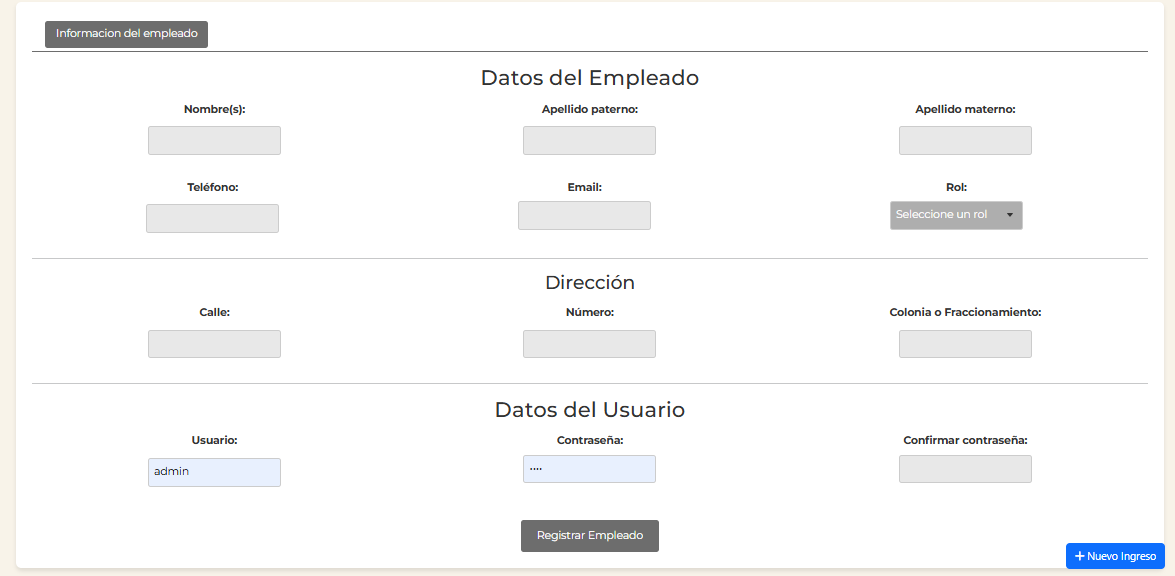 Informacion del empleado
Datos del Empleado
Nombre(s): Apellido paterno: Apellido materno:
Teléfono: Email: Rol:
Seleccione un rol
Dirección
Calle: Número: Colonia o Fraccionamiento:
Datos del Usuario
Usuario: Contraseña: Confirmar contraseña:
admin ····
Registrar Empleado
+ Nuevo Ingreso